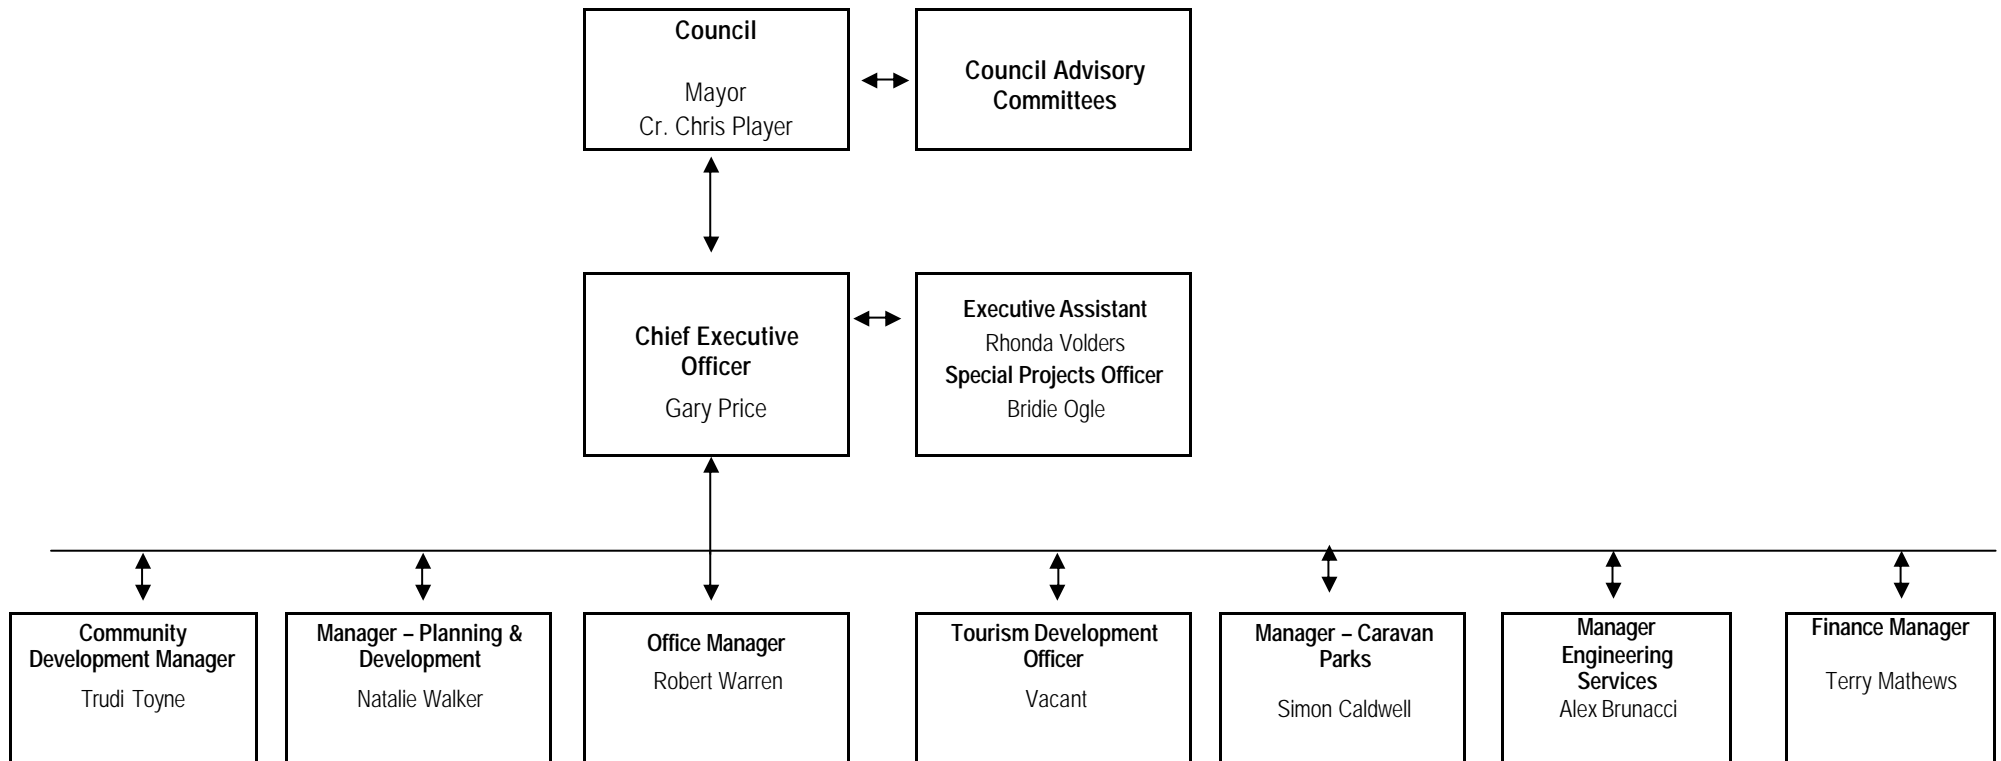 Council
Mayor
Cr. Chris Player
Council Advisory
Committees
Chief Executive
Officer
Gary Price
Executive Assistant
Rhonda Volders
Special Projects Officer
Bridie Ogle
Community
Development Manager
Trudi Toyne
Manager – Planning &
Development
Natalie Walker
Office Manager
Robert Warren
Tourism Development
Officer
Vacant
Manager – Caravan
Parks
Simon Caldwell
Manager
Engineering
Services
Alex Brunacci
Finance Manager
Terry Mathews